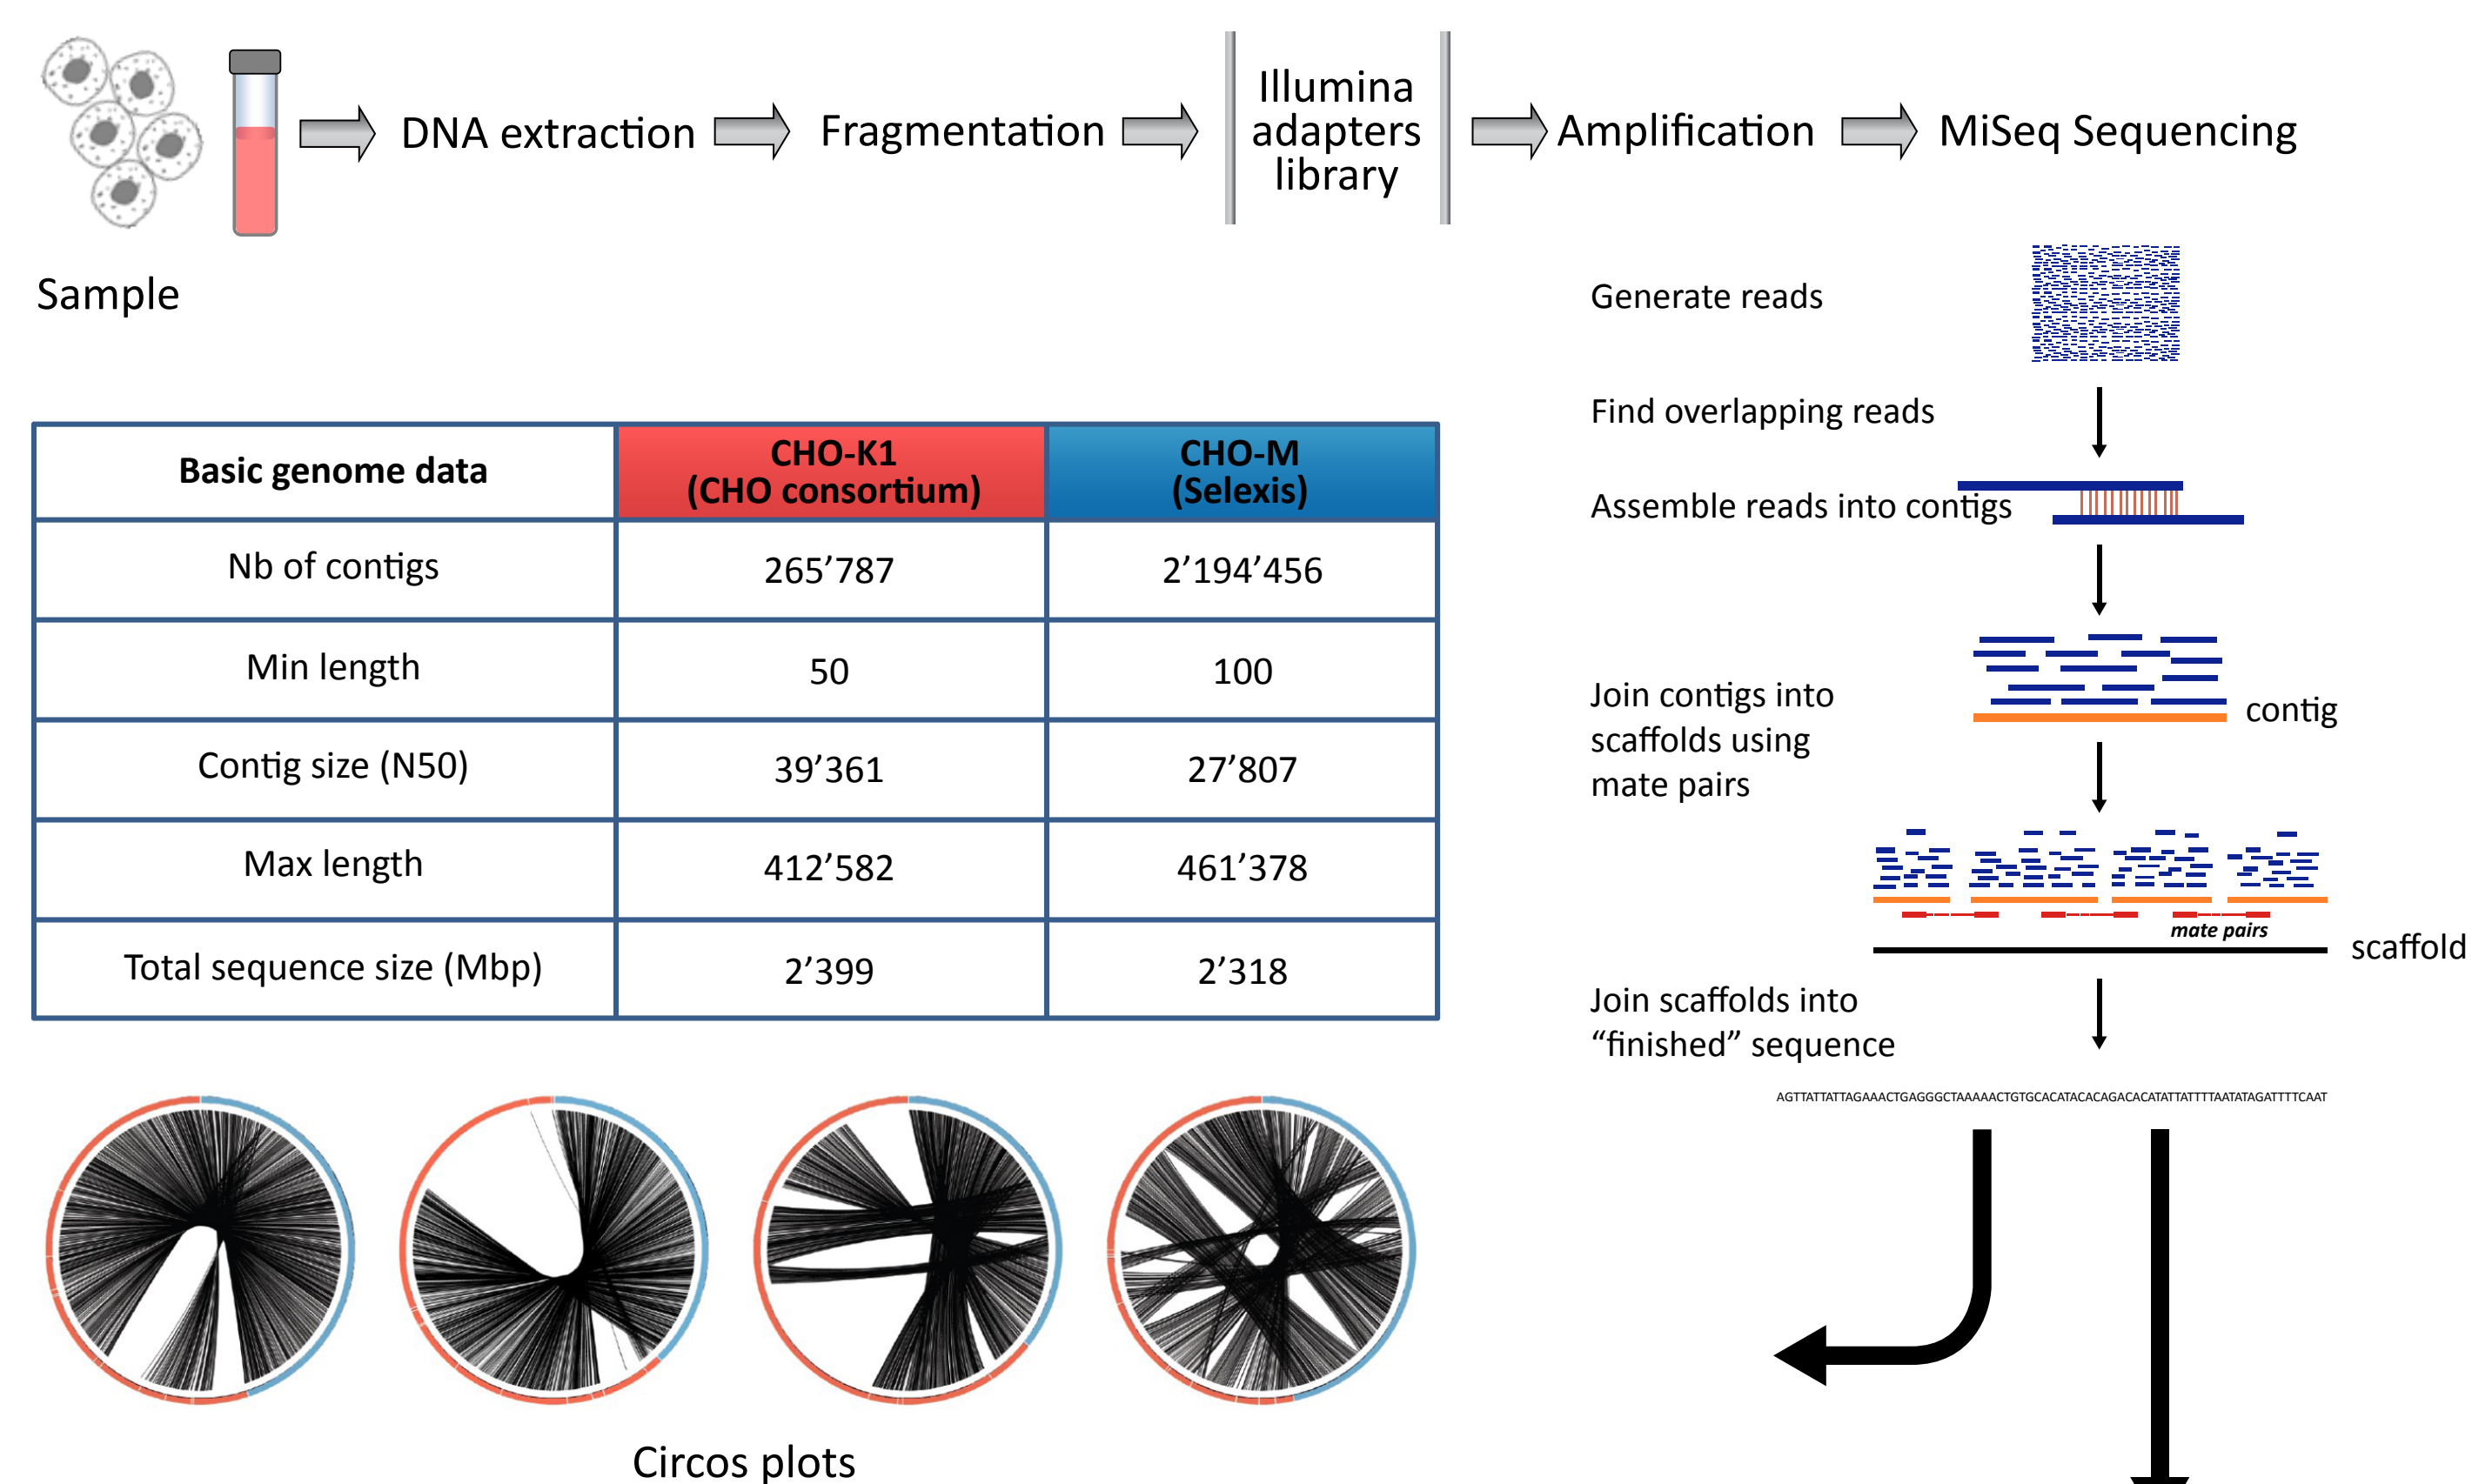 Sample
DNA extraction
Fragmentation
Illumina
adapters
library
Amplification
MiSeq Sequencing
Basic genome data
CHO-K1
(CHO consortium)
CHO-M
(Selexis)
Nb of contigs
265’787
2’194’456
Min length
50
100
Contig size (N50)
39’361
27’807
Max length
412’582
461’378
Total sequence size (Mbp)
2’399
2’318
Circos plots
Generate reads
Find overlapping reads
Assemble reads into contigs
Join contigs into
scaffolds using
mate pairs
contig
mate pairs
scaffold
Join scaffolds into
“finished” sequence
AGTTATTATTAGAAACTGAGGGCTAAAAACTGTGCACATACACAGACACATATTATTTTAATATAGATTTTCAAT